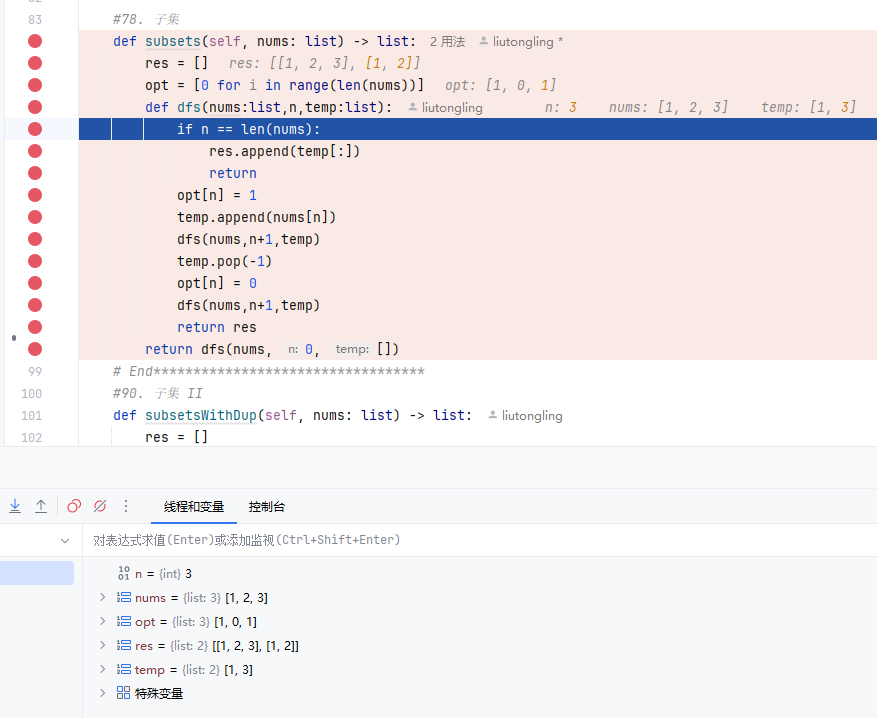 83 #78. 子集
def subsets(self, nums: list) -> list: 2 用法 liutongling *
res = [] res: [[1, 2, 3], [1, 2]]
opt = [0 for i in range(len(nums))] opt: [1, 0, 1]
def dfs(nums:list,n,temp:list): liutongling n: 3 nums: [1, 2, 3] temp: [1, 3]
if n == len(nums):
res.append(temp[:])
return
opt[n] = 1
temp.append(nums[n])
dfs(nums,n+1,temp)
temp.pop(-1)
opt[n] = 0
dfs(nums,n+1,temp)
return res
return dfs(nums, n: 0, temp: [])
99 # End**********************************
100 #90. 子集 II
101 def subsetsWithDup(self, nums: list) -> list: liutongling
102 res = []
线程和变量 控制台
对表达式求值(Enter)或添加监视(Ctrl+Shift+Enter)
n = {int} 3
nums = {list: 3} [1, 2, 3]
opt = {list: 3} [1, 0, 1]
res = {list: 2} [[1, 2, 3], [1, 2]]
temp = {list: 2} [1, 3]
特殊变量